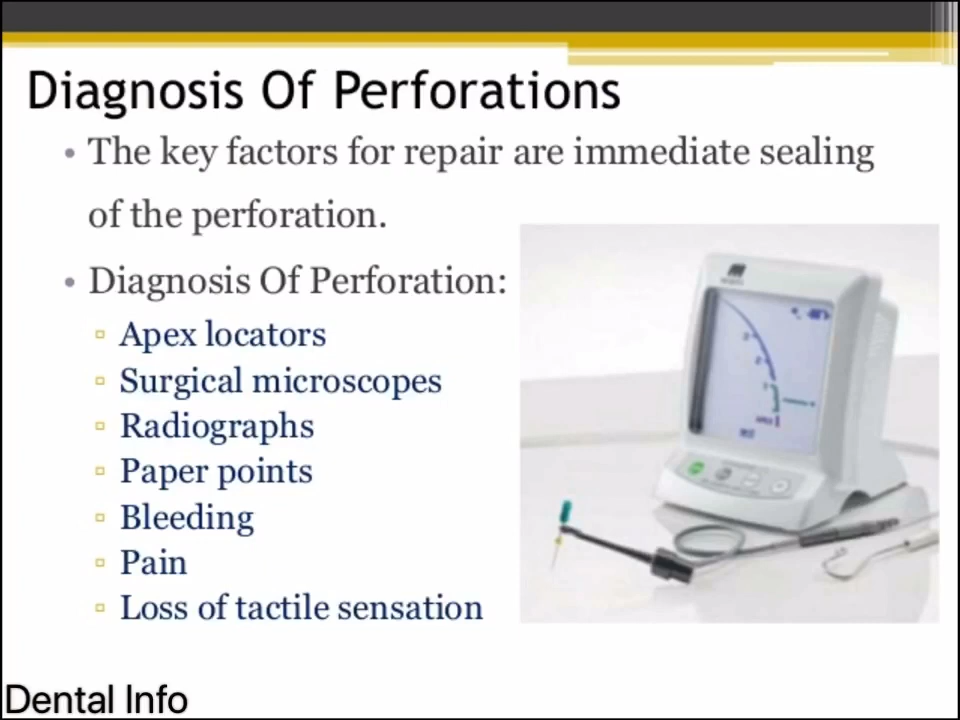 Diagnosis Of Perforations
• The key factors for repair are immediate sealing
of the perforation.
• Diagnosis Of Perforation:
▫ Apex locators
▫ Surgical microscopes
▫ Radiographs
▫ Paper points
▫ Bleeding
▫ Pain
▫ Loss of tactile sensation
Dental Info